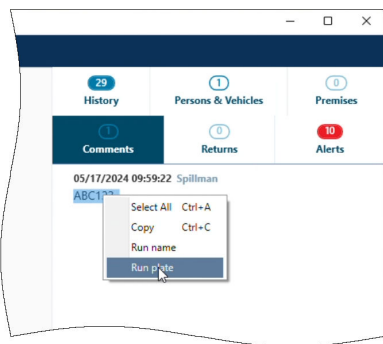 29 1 0
History Persons & Vehicles Premises
1 0 10
Comments Returns Alerts
05/17/2024 09:59:22 Spillman
ABC123
Select All Ctrl+A
Copy Ctrl+C
Run name
Run plate